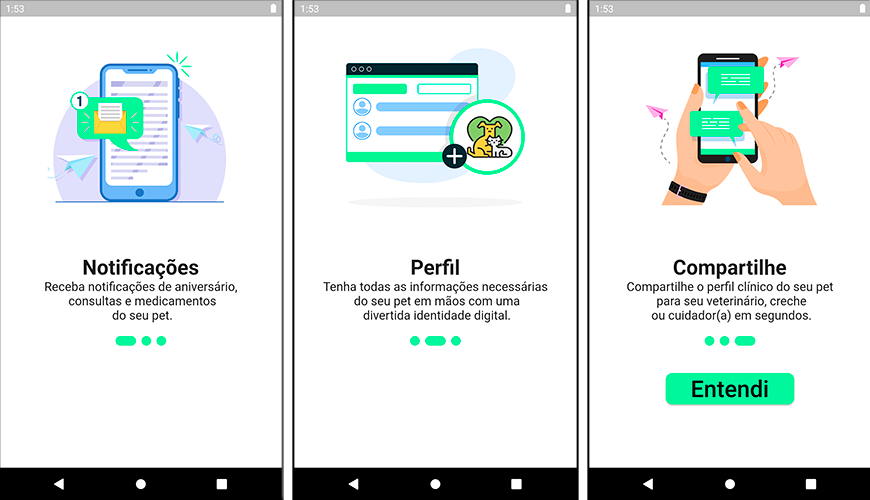 1:53
1
Notificações
Receba notificações de aniversário,
consultas e medicamentos
do seu pet.
1:53
Perfil
Tenha todas as informações necessárias
do seu pet em mãos com uma
divertida identidade digital.
1:53
Compartilhe
Compartilhe o perfil clínico do seu pet
para seu veterinário, creche
ou cuidador(a) em segundos.
Entendi